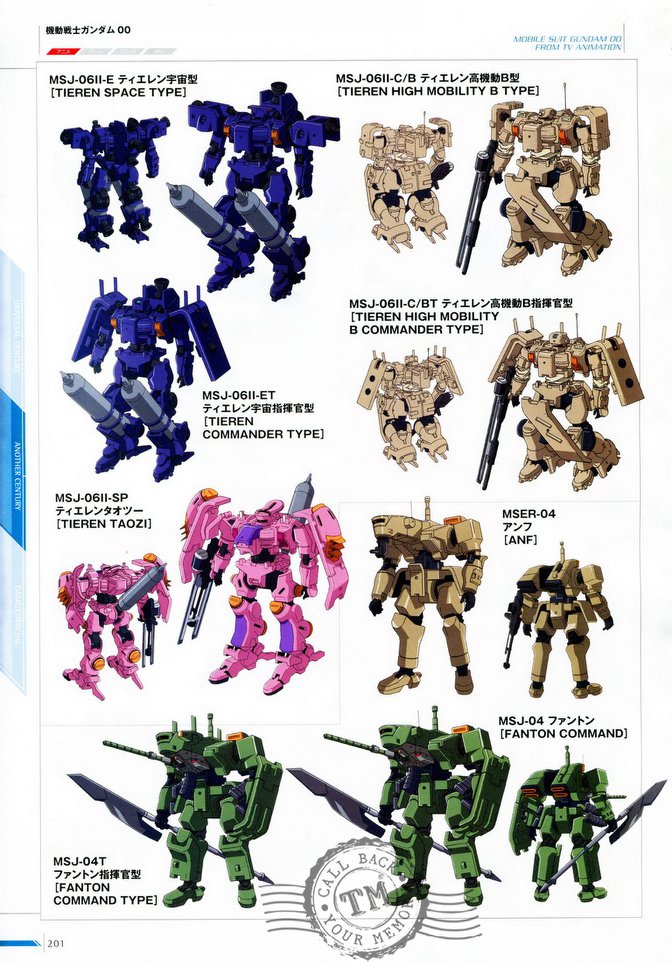 機動戦士ガンダム 00
アニメ
MOBILE SUIT GUNDAM 00
FROM TV ANIMATION
MSJ-06II-E ティエレン宇宙型
[TIEREN SPACE TYPE]
MSJ-06II-C/B ティエレン高機動B型
[TIEREN HIGH MOBILITY B TYPE]
MSJ-06II-ET
ティエレン宇宙指揮官型
[TIEREN
COMMANDER TYPE]
MSJ-06II-C/BT ティエレン高機動B指揮官型
[TIEREN HIGH MOBILITY
B COMMANDER TYPE]
UNIVERSAL CENTURY
ANOTHER CENTURY
MSJ-06II-SP
ティエレンタオツー
[TIEREN TAOZI]
MSER-04
アンフ
[ANF]
MSJ-04 ファントン
[FANTON COMMAND]
MSJ-04T
ファントン指揮官型
[FANTON
COMMAND TYPE]
CALL BACK
TM
YOUR MEMORY
201